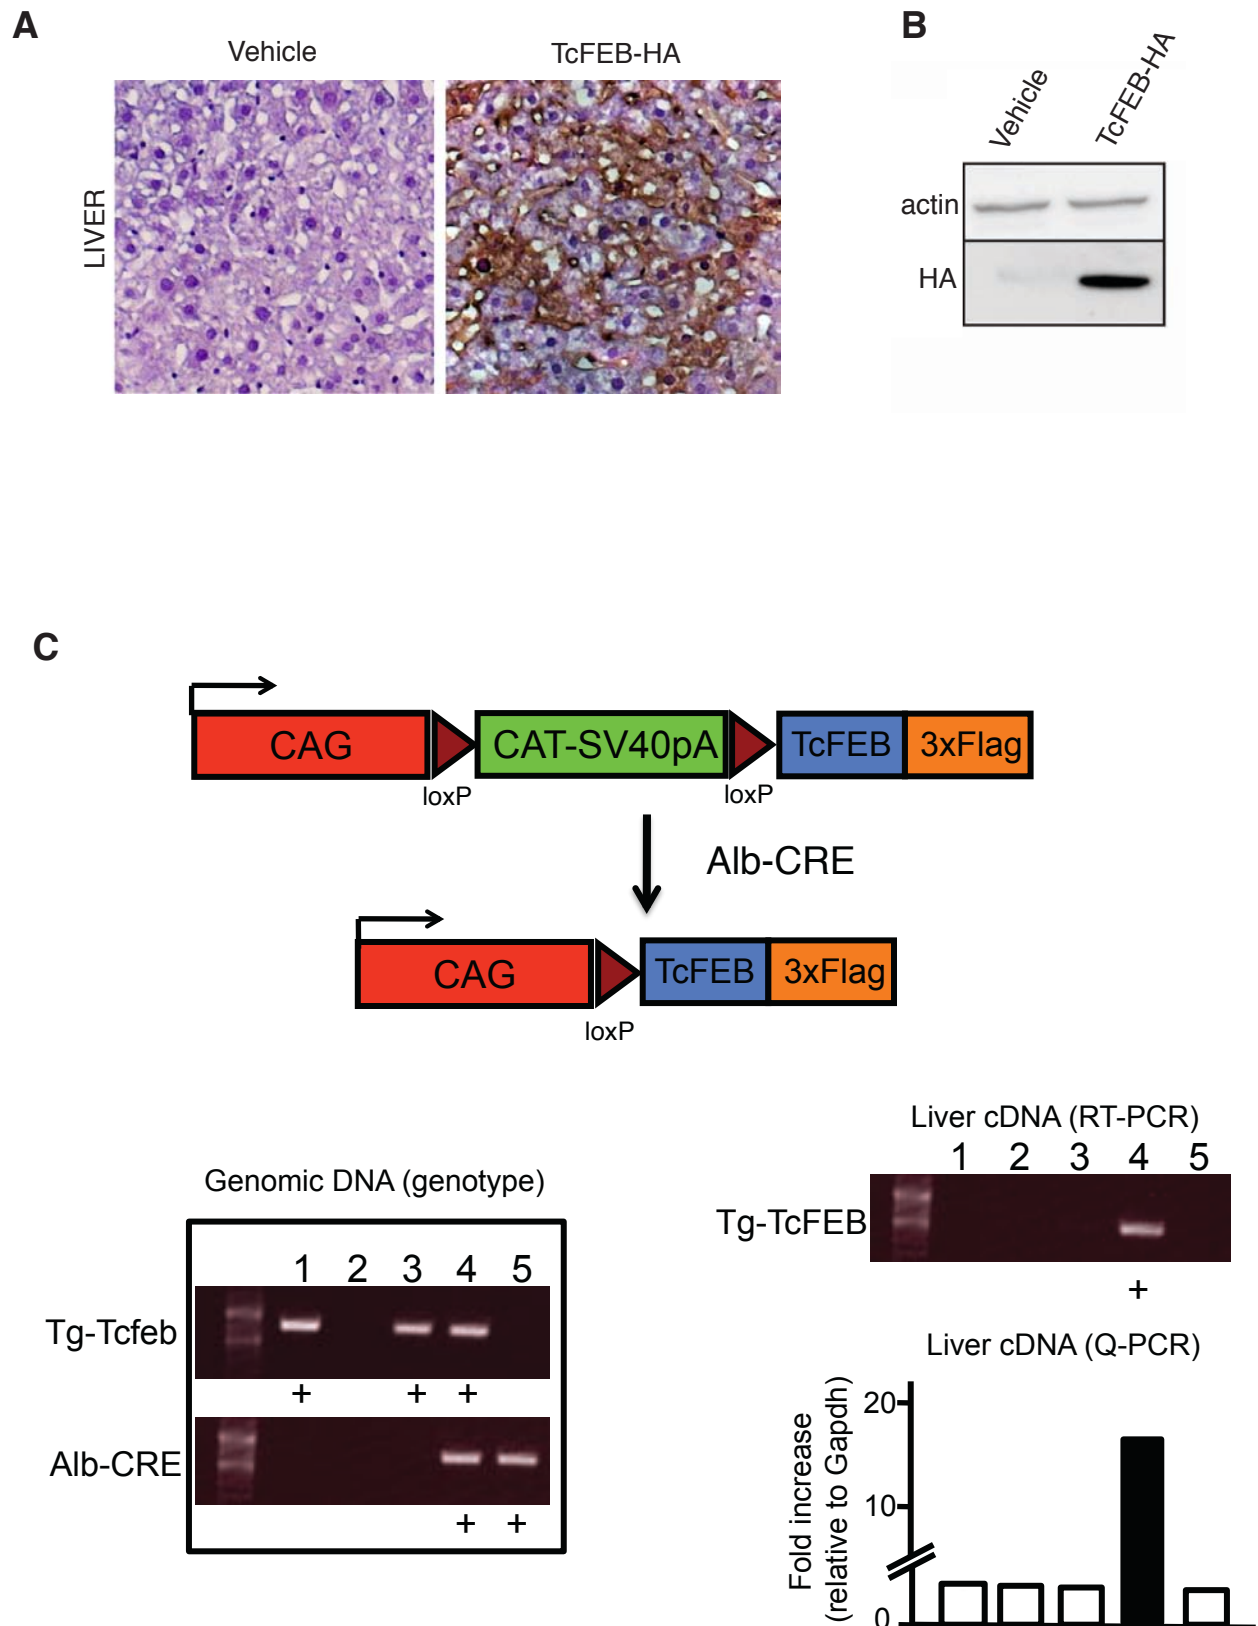 A
Vehicle
TcFEB-HA
LIVER
B
Vehicle
TcFEB-HA
actin
HA
C
CAG
CAT-SV40pA
TcFEB
3xFlag
loxP
loxP
Alb-CRE
CAG
TcFEB
3xFlag
loxP
Genomic DNA (genotype)
1 2 3 4 5
Tg-Tcfeb
+ + +
Alb-CRE
+ +
Liver cDNA (RT-PCR)
1 2 3 4 5
Tg-TcFEB
+
Liver cDNA (Q-PCR)
Fold increase
(relative to Gapdh)
20
10
0